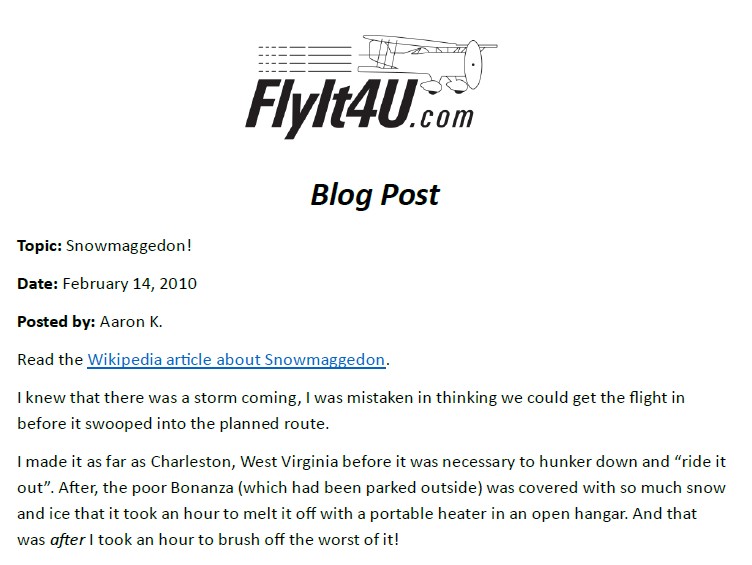 FlyIt4U.com
Blog Post
Topic: Snowmaggedon!
Date: February 14, 2010
Posted by: Aaron K.
Read the Wikipedia article about Snowmaggedon.
I knew that there was a storm coming, I was mistaken in thinking we could get the flight in
before it swooped into the planned route.
I made it as far as Charleston, West Virginia before it was necessary to hunker down and “ride it
out”. After, the poor Bonanza (which had been parked outside) was covered with so much snow
and ice that it took an hour to melt it off with a portable heater in an open hangar. And that
was after I took an hour to brush off the worst of it!